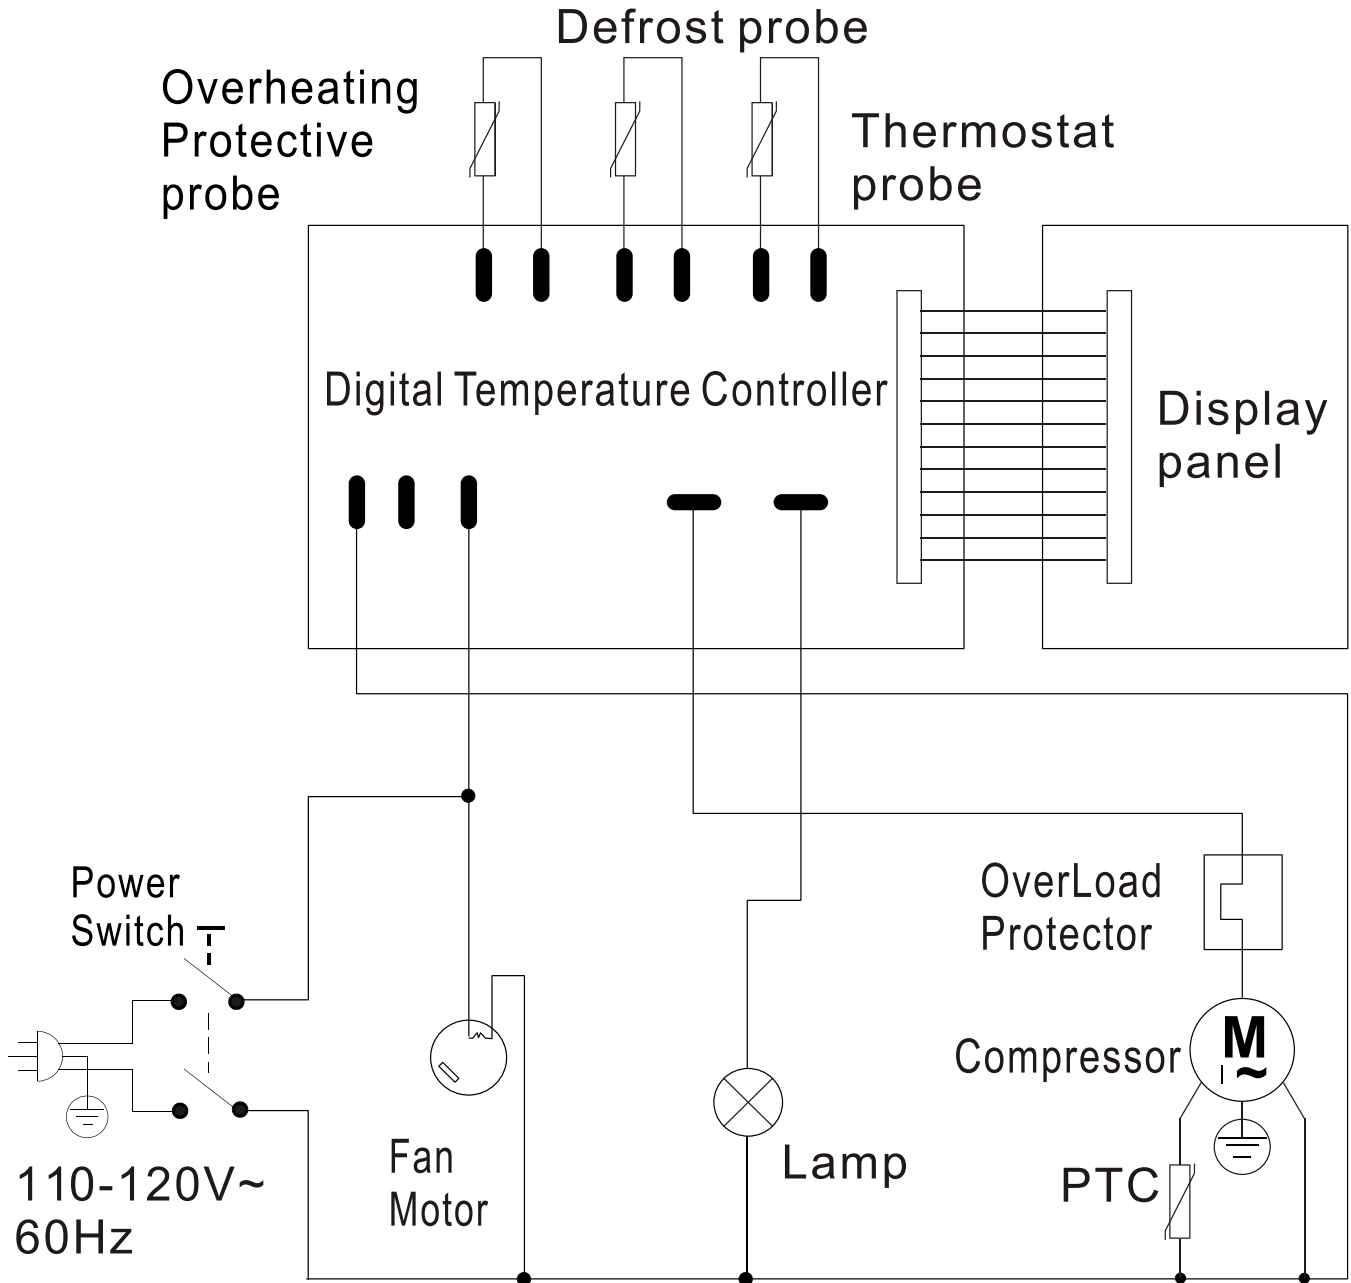 Defrost probe
Overheating
Protective
probe
Thermostat
probe
Digital Temperature Controller
Display
panel
Power
Switch
OverLoad
Protector
M
~
Compressor
Fan
Motor
Lamp
PTC
110-120V~
60Hz